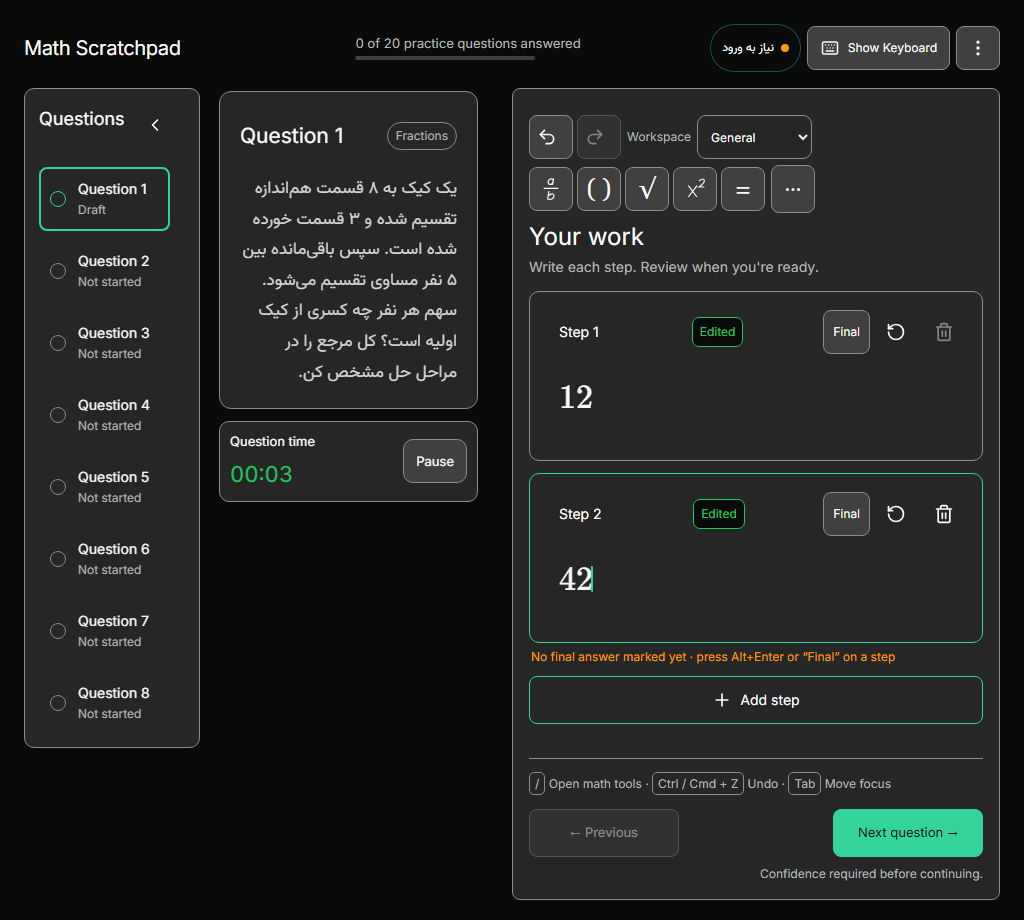 Math Scratchpad
0 of 20 practice questions answered
نیاز به ورود
Show Keyboard
Questions
Question 1
Draft
Question 2
Not started
Question 3
Not started
Question 4
Not started
Question 5
Not started
Question 6
Not started
Question 7
Not started
Question 8
Not started
Question 1
Fractions
یک کیک به ۸ قسمت هم‌اندازه
تقسیم شده و ۳ قسمت خورده
شده است. سپس باقی‌مانده بین
۵ نفر مساوی تقسیم می‌شود.
سهم هر نفر چه کسری از کیک
اولیه است؟ کل مرجع را در
مراحل حل مشخص کن.
Question time
00:03
Pause
Workspace
General
a/b
( )
√
x²
=
...
Your work
Write each step. Review when you're ready.
Step 1
Edited
Final
12
Step 2
Edited
Final
42
No final answer marked yet · press Alt+Enter or “Final” on a step
+ Add step
/ Open math tools · Ctrl / Cmd + Z Undo · Tab Move focus
← Previous
Next question →
Confidence required before continuing.